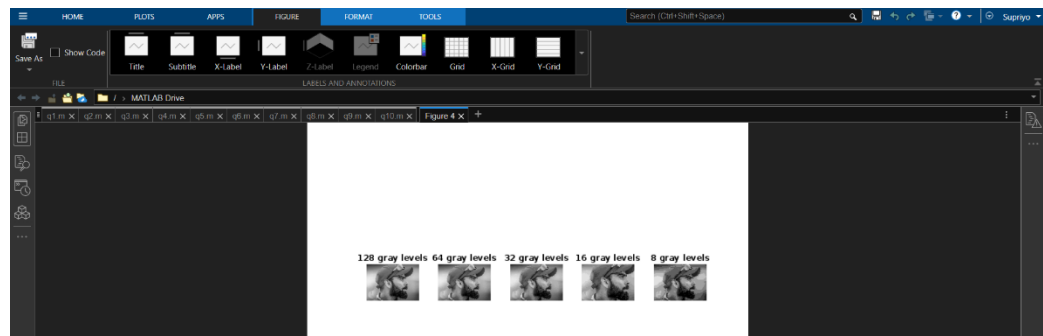 HOME PLOTS APPS FIGURE FORMAT TOOLS Search (Ctrl+Shift+Space) Supriyo
Save As Show Code
Title Subtitle X-Label Y-Label Z-Label Legend Colorbar Grid X-Grid Y-Grid
FILE LABELS AND ANNOTATIONS
/ > MATLAB Drive
q1.m q2.m q3.m q4.m q5.m q6.m q7.m q8.m q9.m q10.m Figure 4
128 gray levels 64 gray levels 32 gray levels 16 gray levels 8 gray levels